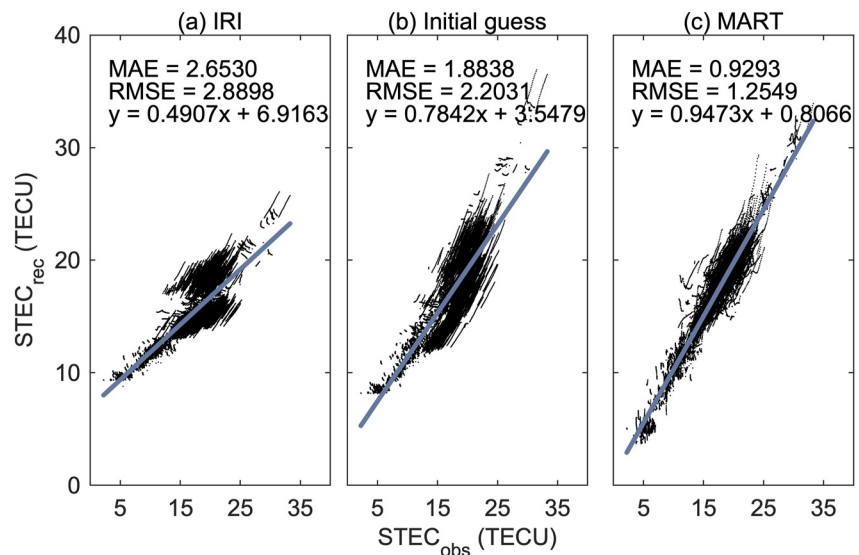 (a) IRI
(b) Initial guess
(c) MART
MAE = 2.6530
RMSE = 2.8898
y = 0.4907x + 6.9163
MAE = 1.8838
RMSE = 2.2031
y = 0.7842x + 3.5479
MAE = 0.9293
RMSE = 1.2549
y = 0.9473x + 0.8066
STEC_rec (TECU)
40
30
20
10
0
5 15 25 35
5 15 25 35
5 15 25 35
STEC_obs (TECU)